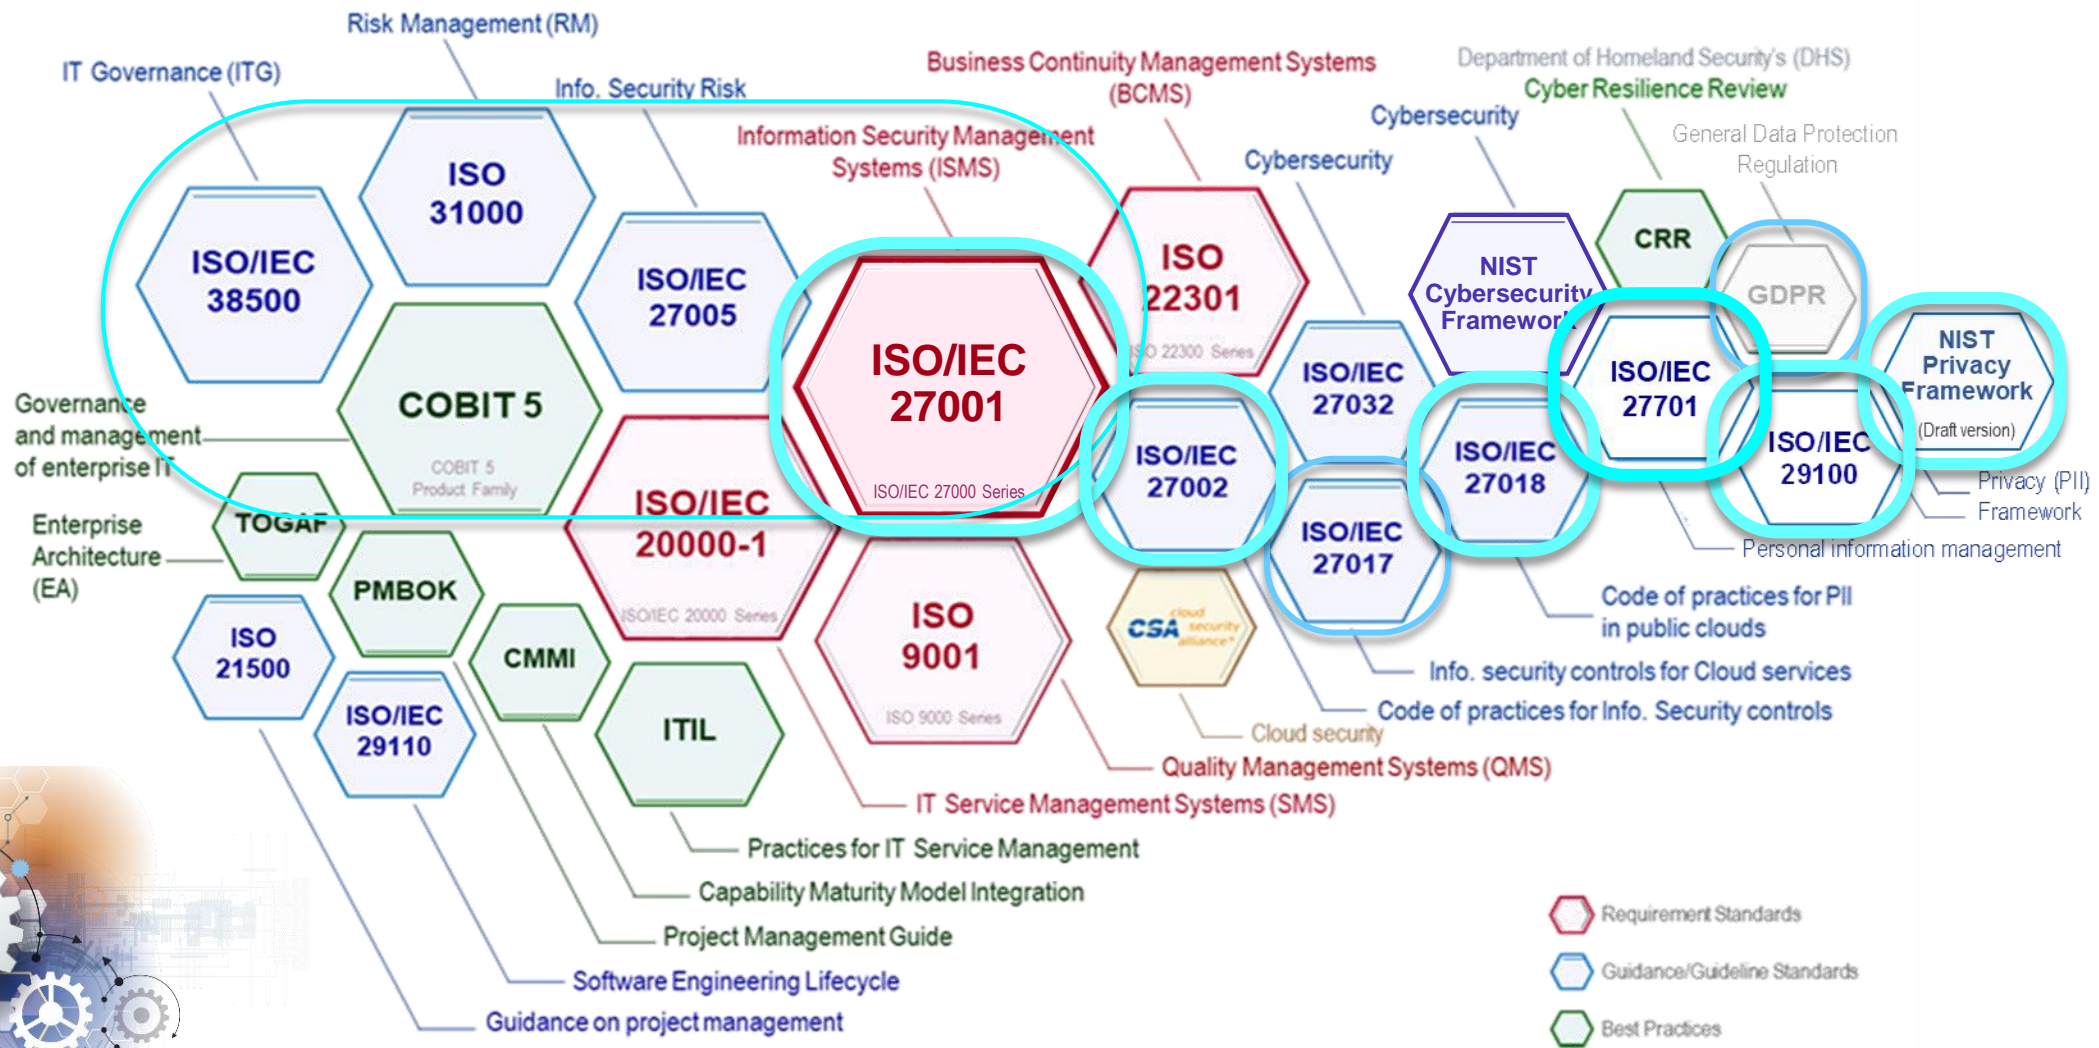 Risk Management (RM)
IT Governance (ITG)
Info. Security Risk
Information Security Management
Systems (ISMS)
Business Continuity Management Systems
(BCMS)
Cybersecurity
Cybersecurity
Department of Homeland Security's (DHS)
Cyber Resilience Review
General Data Protection
Regulation
ISO/IEC
38500
ISO
31000
ISO/IEC
27005
COBIT 5
COBIT 5
Product Family
ISO/IEC
27001
ISO/IEC 27000 Series
ISO
22301
ISO 22300 Series
ISO/IEC
27032
NIST
Cybersecurity
Framework
CRR
GDPR
ISO/IEC
27701
NIST
Privacy
Framework
(Draft version)
ISO/IEC
27002
ISO/IEC
27017
ISO/IEC
27018
ISO/IEC
29100
Governance
and management
of enterprise IT
Enterprise
Architecture
(EA)
TOGAF
PMBOK
ISO/IEC
20000-1
ISO/IEC 20000 Series
ISO
9001
ISO 9000 Series
CSA cloud
security
alliance
ISO
21500
ISO/IEC
29110
CMMI
ITIL
Privacy (PII)
Framework
Personal information management
Code of practices for PII
in public clouds
Info. security controls for Cloud services
Code of practices for Info. Security controls
Cloud security
Quality Management Systems (QMS)
IT Service Management Systems (SMS)
Practices for IT Service Management
Capability Maturity Model Integration
Project Management Guide
Software Engineering Lifecycle
Guidance on project management
Requirement Standards
Guidance/Guideline Standards
Best Practices